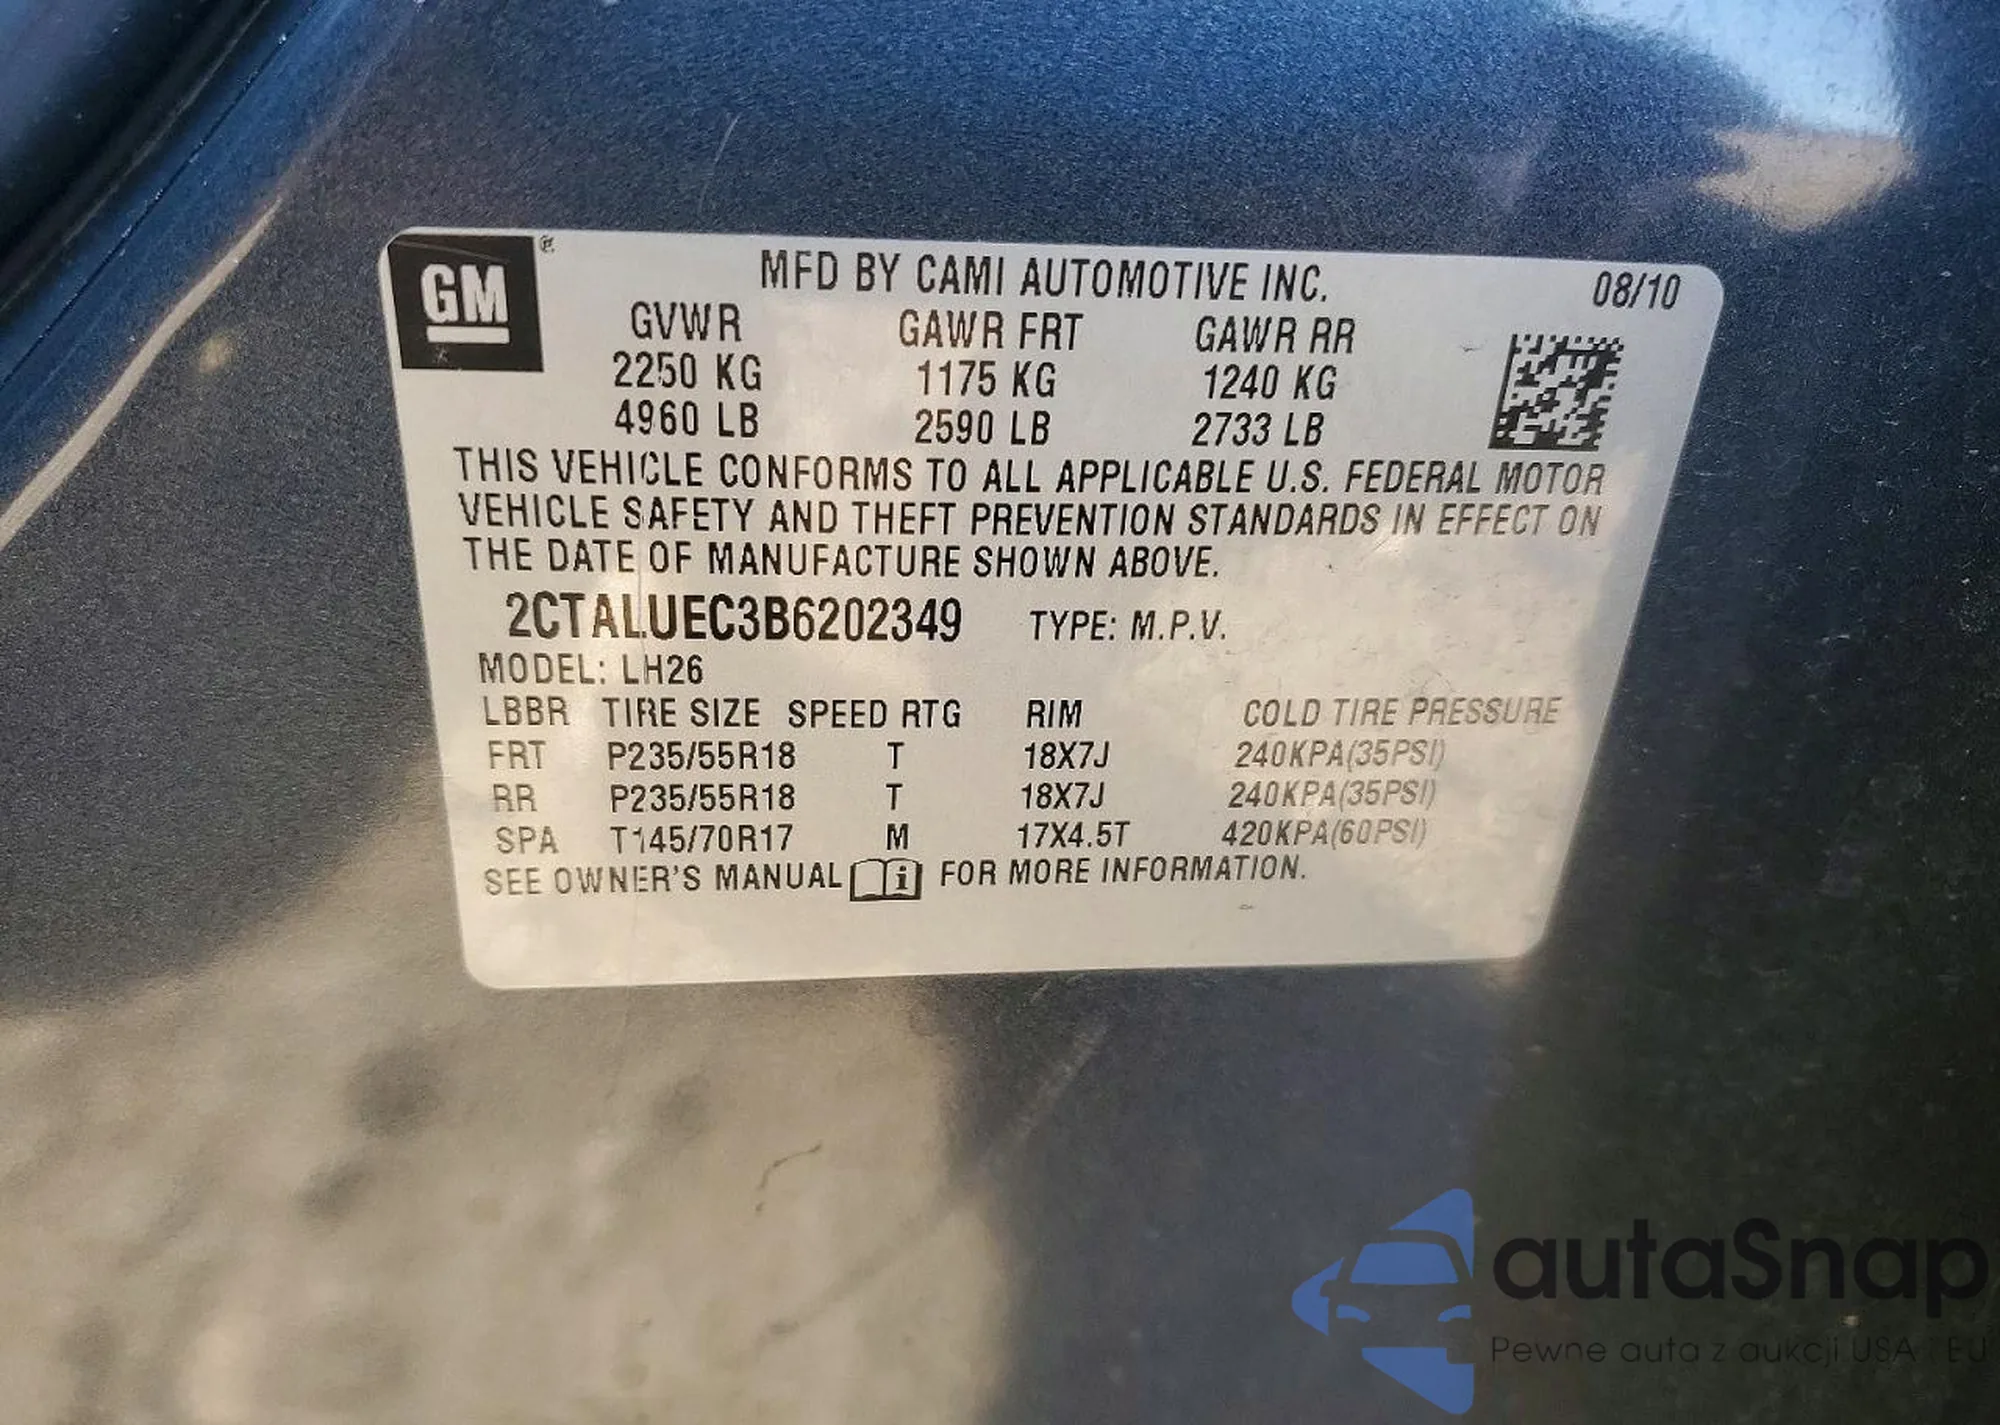 GM ®
MFD BY CAMI AUTOMOTIVE INC. 08/10
GVWR GAWR FRT GAWR RR
2250 KG 1175 KG 1240 KG
4960 LB 2590 LB 2733 LB
THIS VEHICLE CONFORMS TO ALL APPLICABLE U.S. FEDERAL MOTOR
VEHICLE SAFETY AND THEFT PREVENTION STANDARDS IN EFFECT ON
THE DATE OF MANUFACTURE SHOWN ABOVE.
2CTALUEC3B6202349 TYPE: M.P.V.
MODEL: LH26
LBBR TIRE SIZE SPEED RTG RIM COLD TIRE PRESSURE
FRT P235/55R18 T 18X7J 240KPA(35PSI)
RR P235/55R18 T 18X7J 240KPA(35PSI)
SPA T145/70R17 M 17X4.5T 420KPA(60PSI)
SEE OWNER'S MANUAL i FOR MORE INFORMATION.
autaSnap
Pewne auta z aukcji USA i EU